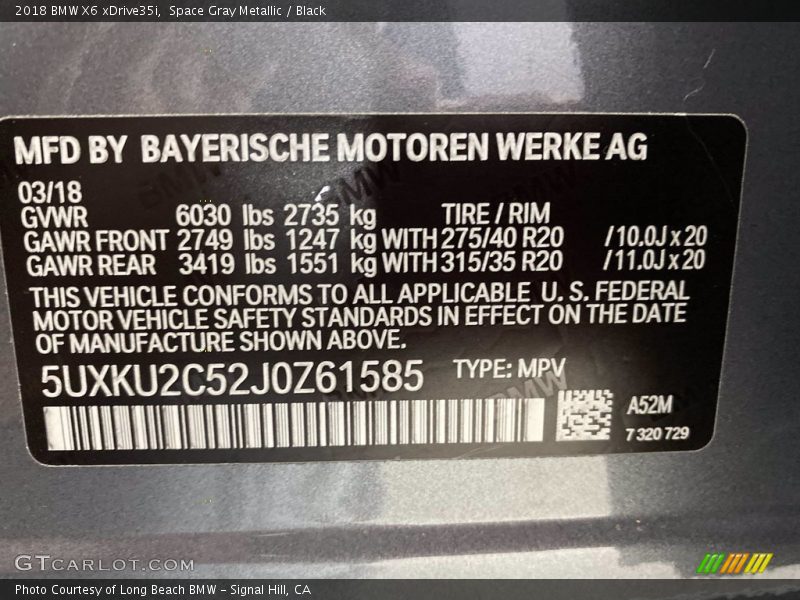 2018 BMW X6 xDrive35i, Space Gray Metallic / Black
MFD BY BAYERISCHE MOTOREN WERKE AG
03/18
GVWR 6030 lbs 2735 kg TIRE / RIM
GAWR FRONT 2749 lbs 1247 kg WITH 275/40 R20 /10.0J x 20
GAWR REAR 3419 lbs 1551 kg WITH 315/35 R20 /11.0J x 20
THIS VEHICLE CONFORMS TO ALL APPLICABLE U. S. FEDERAL
MOTOR VEHICLE SAFETY STANDARDS IN EFFECT ON THE DATE
OF MANUFACTURE SHOWN ABOVE.
5UXKU2C52J0Z61585 TYPE: MPV
A52M
7 320 729
GTCARLOT.COM
Photo Courtesy of Long Beach BMW - Signal Hill, CA